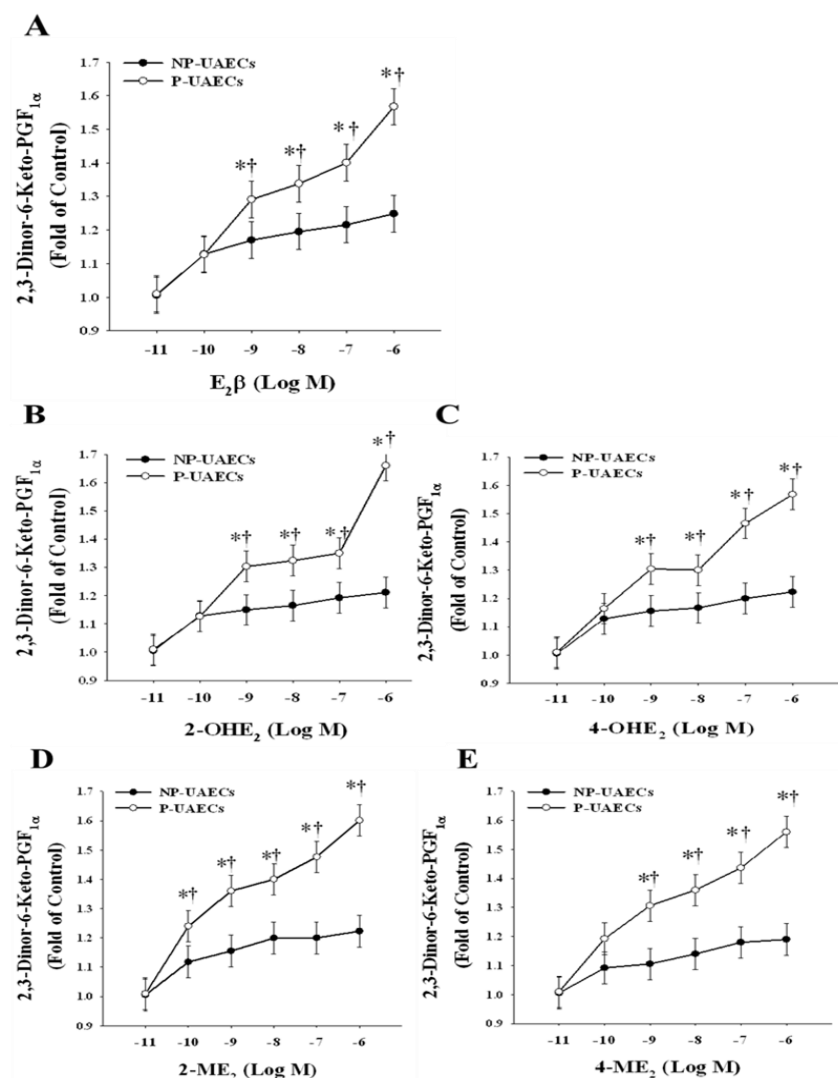 A
2,3-Dinor-6-Keto-PGF1α
(Fold of Control)
NP-UAECs
P-UAECs
1.7
1.6
1.5
1.4
1.3
1.2
1.1
1.0
0.9
*†
*†
*†
*†
-11 -10 -9 -8 -7 -6
E2β (Log M)
B
2,3-Dinor-6-Keto-PGF1α
(Fold of Control)
NP-UAECs
P-UAECs
1.7
1.6
1.5
1.4
1.3
1.2
1.1
1.0
0.9
*†
*†
*†
*†
-11 -10 -9 -8 -7 -6
2-OHE2 (Log M)
C
2,3-Dinor-6-Keto-PGF1α
(Fold of Control)
NP-UAECs
P-UAECs
1.7
1.6
1.5
1.4
1.3
1.2
1.1
1.0
0.9
*†
*†
*†
*†
-11 -10 -9 -8 -7 -6
4-OHE2 (Log M)
D
2,3-Dinor-6-Keto-PGF1α
(Fold of Control)
NP-UAECs
P-UAECs
1.7
1.6
1.5
1.4
1.3
1.2
1.1
1.0
0.9
*†
*†
*†
*†
*†
-11 -10 -9 -8 -7 -6
2-ME2 (Log M)
E
2,3-Dinor-6-Keto-PGF1α
(Fold of Control)
NP-UAECs
P-UAECs
1.7
1.6
1.5
1.4
1.3
1.2
1.1
1.0
0.9
*†
*†
*†
*†
-11 -10 -9 -8 -7 -6
4-ME2 (Log M)